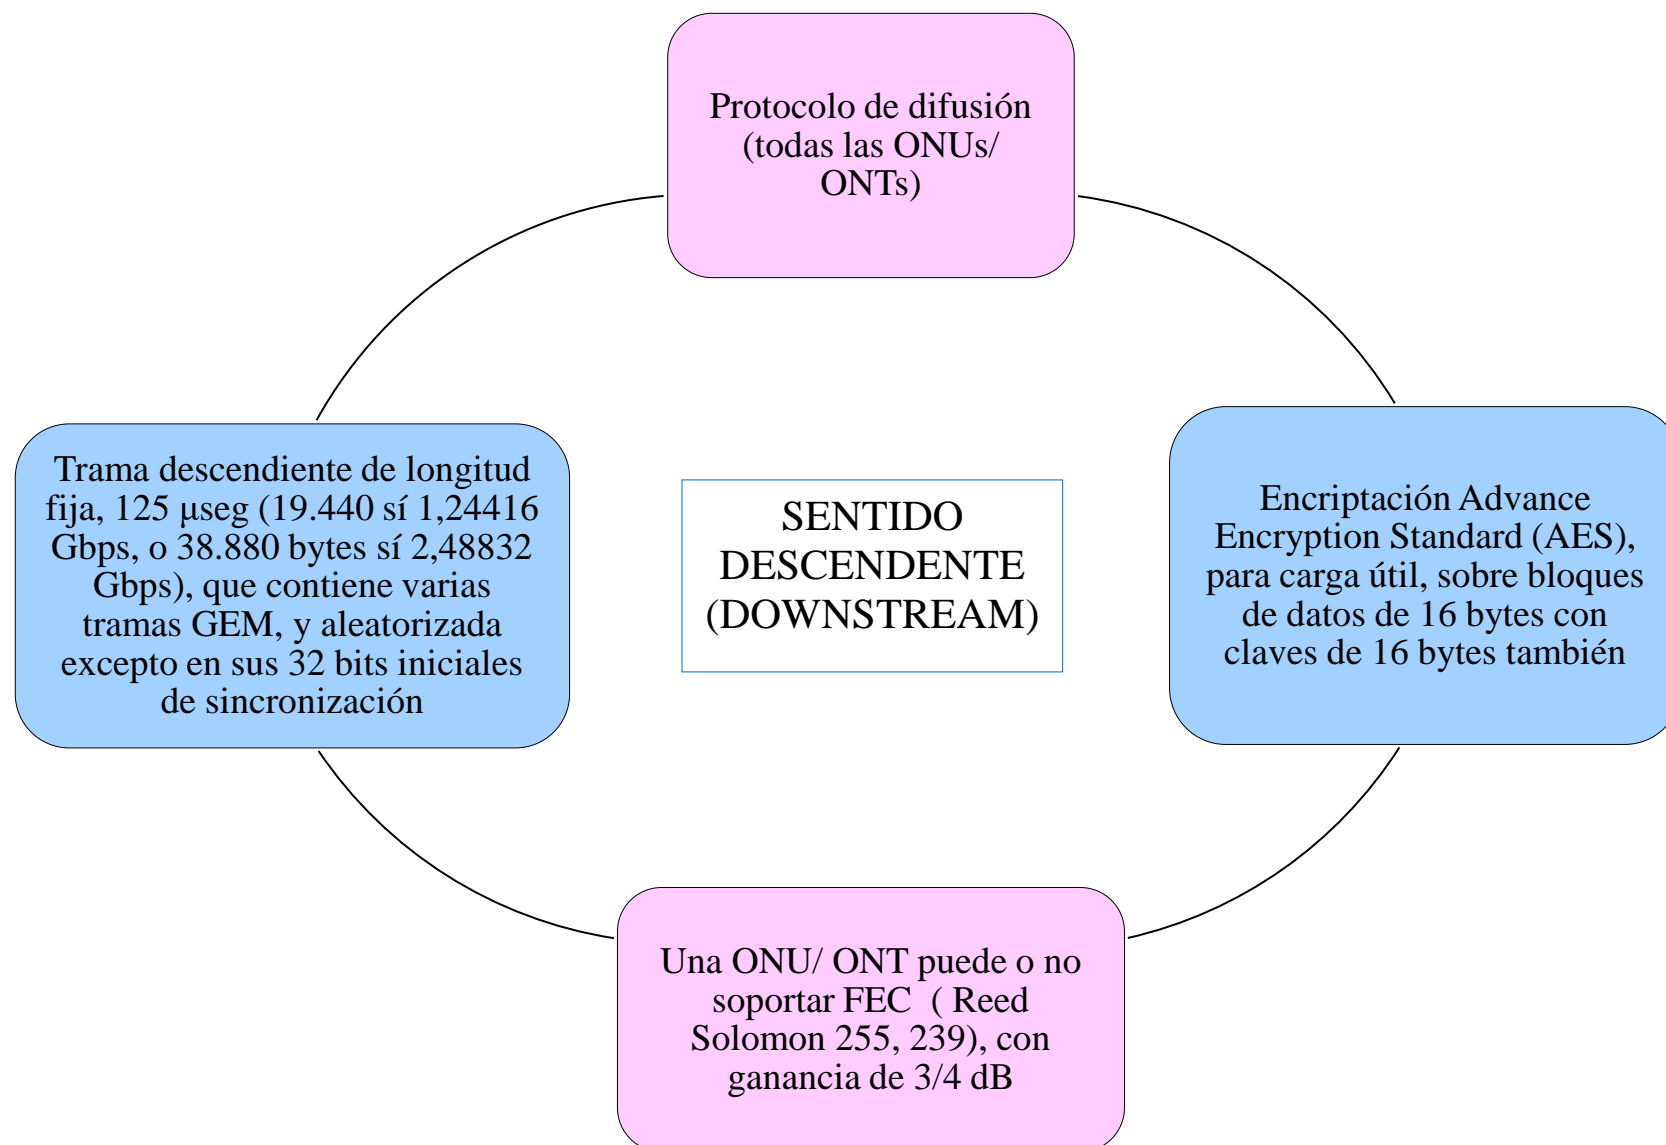 Protocolo de difusión
(todas las ONUs/
ONTs)
Trama descendiente de longitud
fija, 125 μseg (19.440 sí 1,24416
Gbps, o 38.880 bytes sí 2,48832
Gbps), que contiene varias
tramas GEM, y aleatorizada
excepto en sus 32 bits iniciales
de sincronización
SENTIDO
DESCENDENTE
(DOWNSTREAM)
Encriptación Advance
Encryption Standard (AES),
para carga útil, sobre bloques
de datos de 16 bytes con
claves de 16 bytes también
Una ONU/ ONT puede o no
soportar FEC ( Reed
Solomon 255, 239), con
ganancia de 3/4 dB